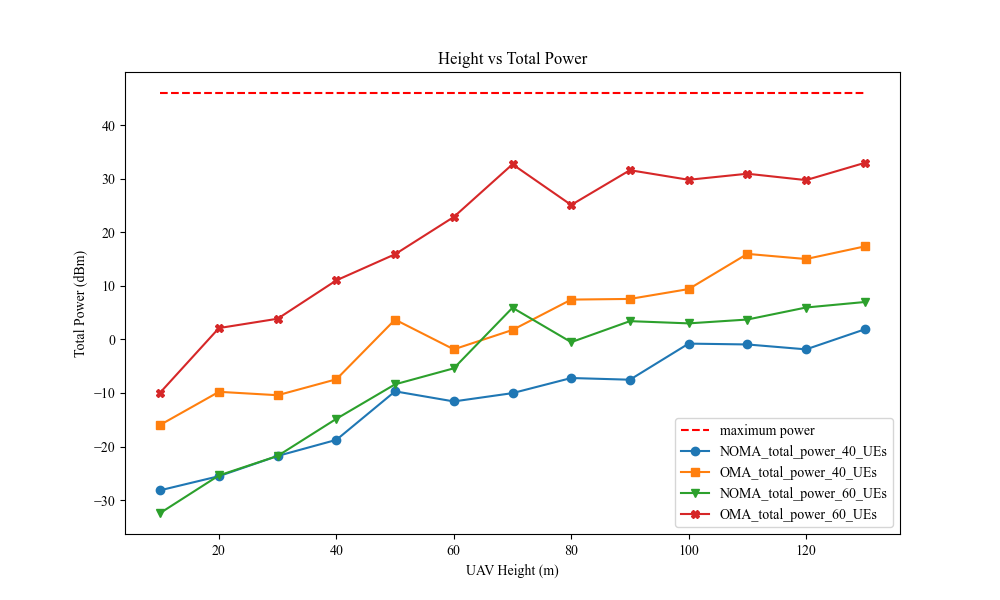 Height vs Total Power
Total Power (dBm)
40
30
20
10
0
−10
−20
−30
20
40
60
80
100
120
UAV Height (m)
maximum power
NOMA_total_power_40_UEs
OMA_total_power_40_UEs
NOMA_total_power_60_UEs
OMA_total_power_60_UEs